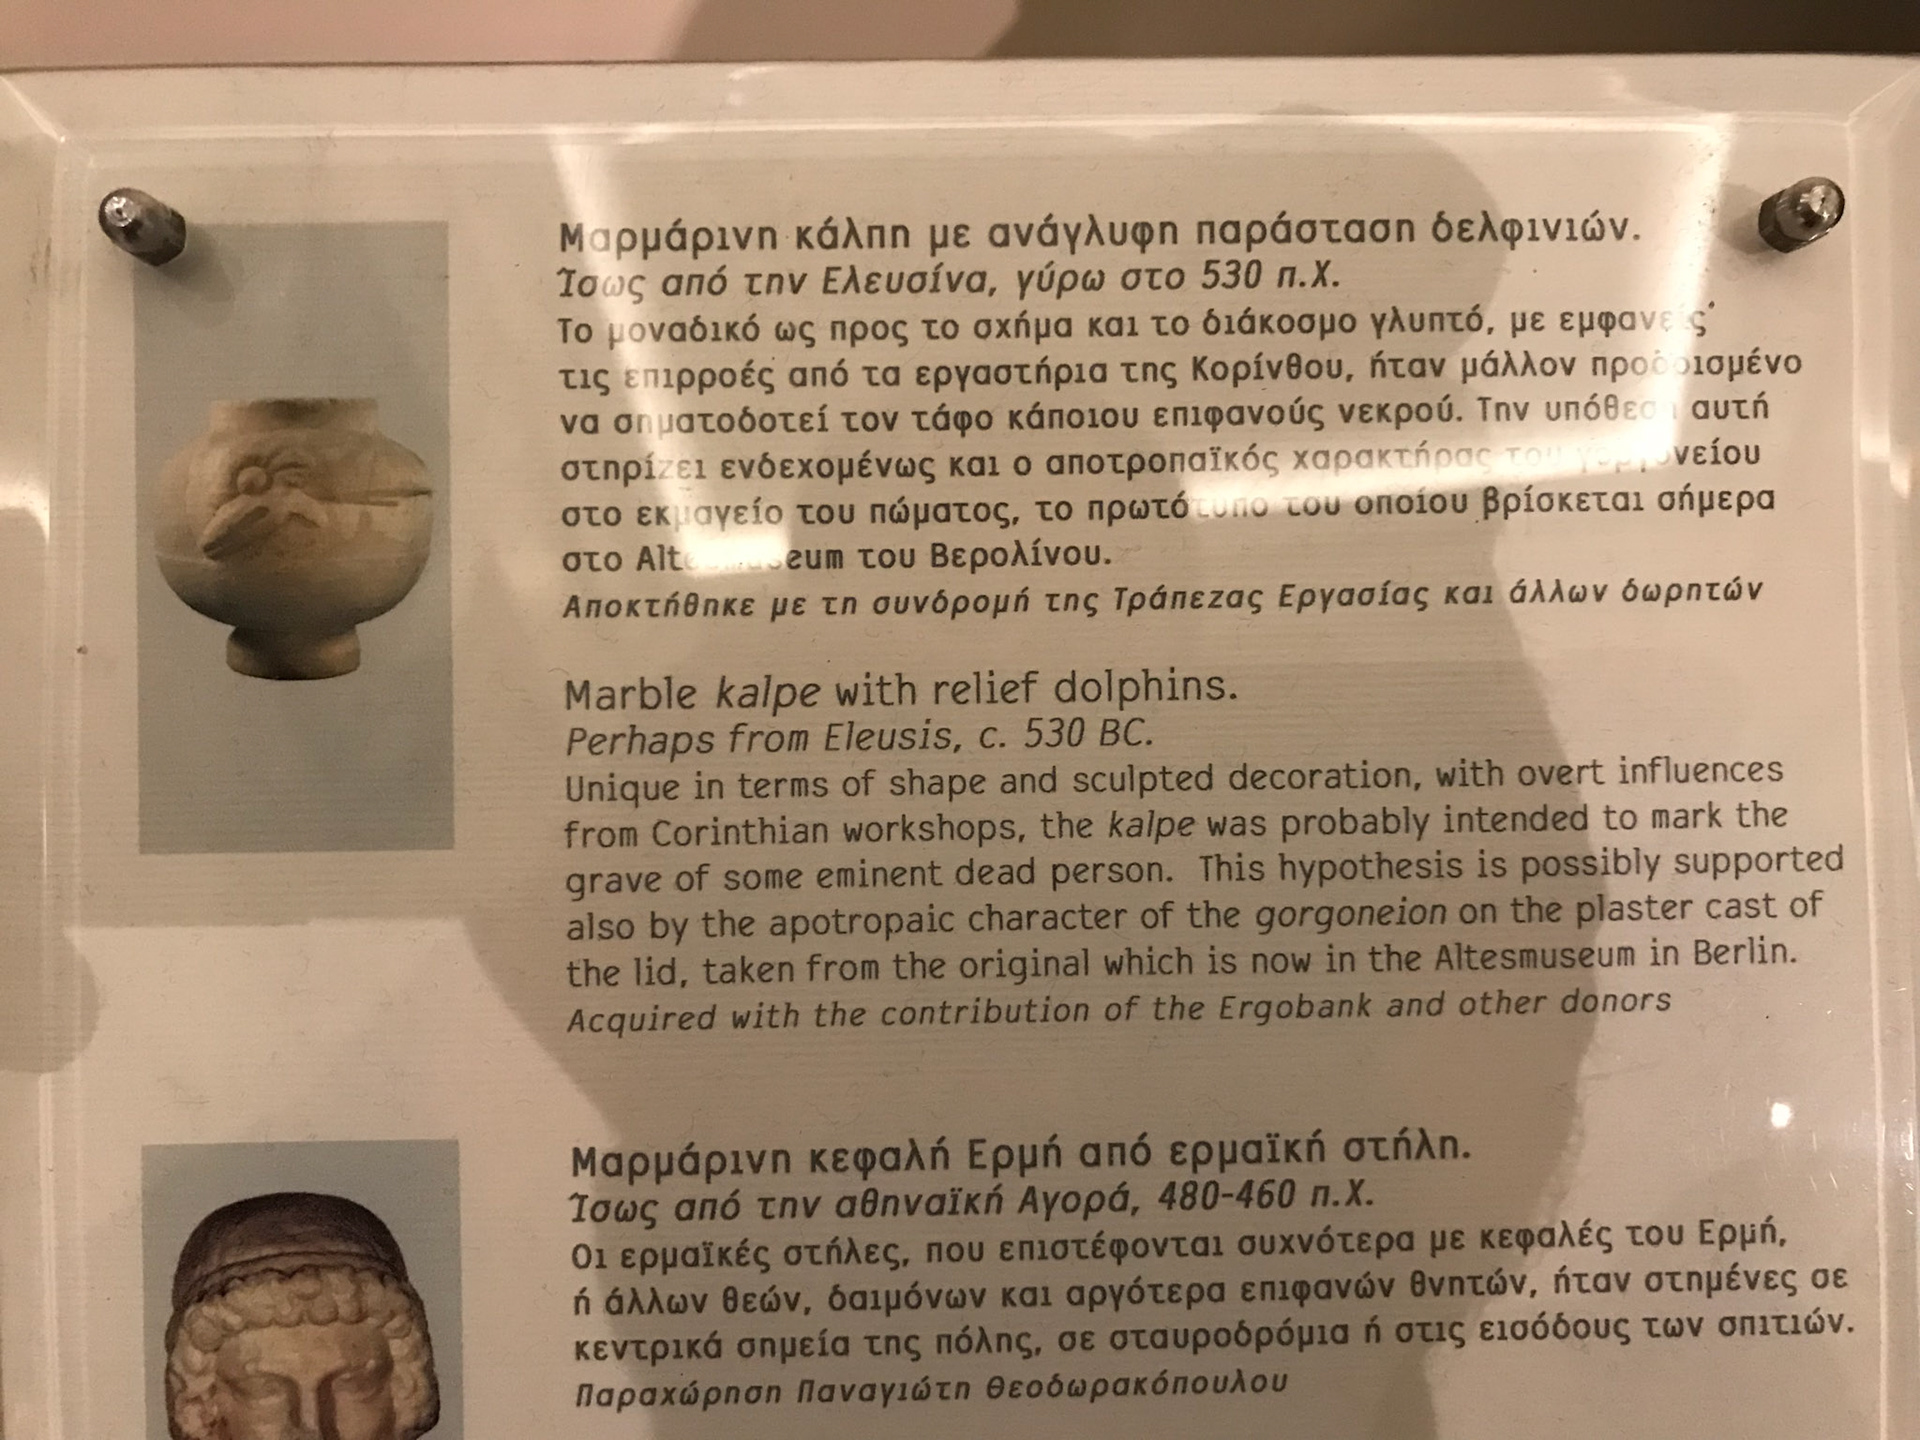 Μαρμάρινη κάλπη με ανάγλυφη παράσταση δελφινιών.
Ίσως από την Ελευσίνα, γύρω στο 530 π.Χ.
Το μοναδικό ως προς το σχήμα και το διάκοσμο γλυπτό, με εμφανείς
τις επιρροές από τα εργαστήρια της Κορίνθου, ήταν μάλλον προορισμένο
να σηματοδοτεί τον τάφο κάποιου επιφανούς νεκρού. Την υπόθεση αυτή
στηρίζει ενδεχομένως και ο αποτροπαϊκός χαρακτήρας του γοργονείου
στο εκμαγείο του πώματος, το πρωτότυπο του οποίου βρίσκεται σήμερα
στο Altesmuseum του Βερολίνου.
Αποκτήθηκε με τη συνδρομή της Τράπεζας Εργασίας και άλλων δωρητών
Marble kalpe with relief dolphins.
Perhaps from Eleusis, c. 530 BC.
Unique in terms of shape and sculpted decoration, with overt influences
from Corinthian workshops, the kalpe was probably intended to mark the
grave of some eminent dead person. This hypothesis is possibly supported
also by the apotropaic character of the gorgoneion on the plaster cast of
the lid, taken from the original which is now in the Altesmuseum in Berlin.
Acquired with the contribution of the Ergobank and other donors
Μαρμάρινη κεφαλή Ερμή από ερμαϊκή στήλη.
Ίσως από την αθηναϊκή Αγορά, 480-460 π.Χ.
Οι ερμαϊκές στήλες, που επιστέφονται συχνότερα με κεφαλές του Ερμή,
ή άλλων θεών, δαιμόνων και αργότερα επιφανών θνητών, ήταν στημένες σε
κεντρικά σημεία της πόλης, σε σταυροδρόμια ή στις εισόδους των σπιτιών.
Παραχώρηση Παναγιώτη Θεοδωρακόπουλου